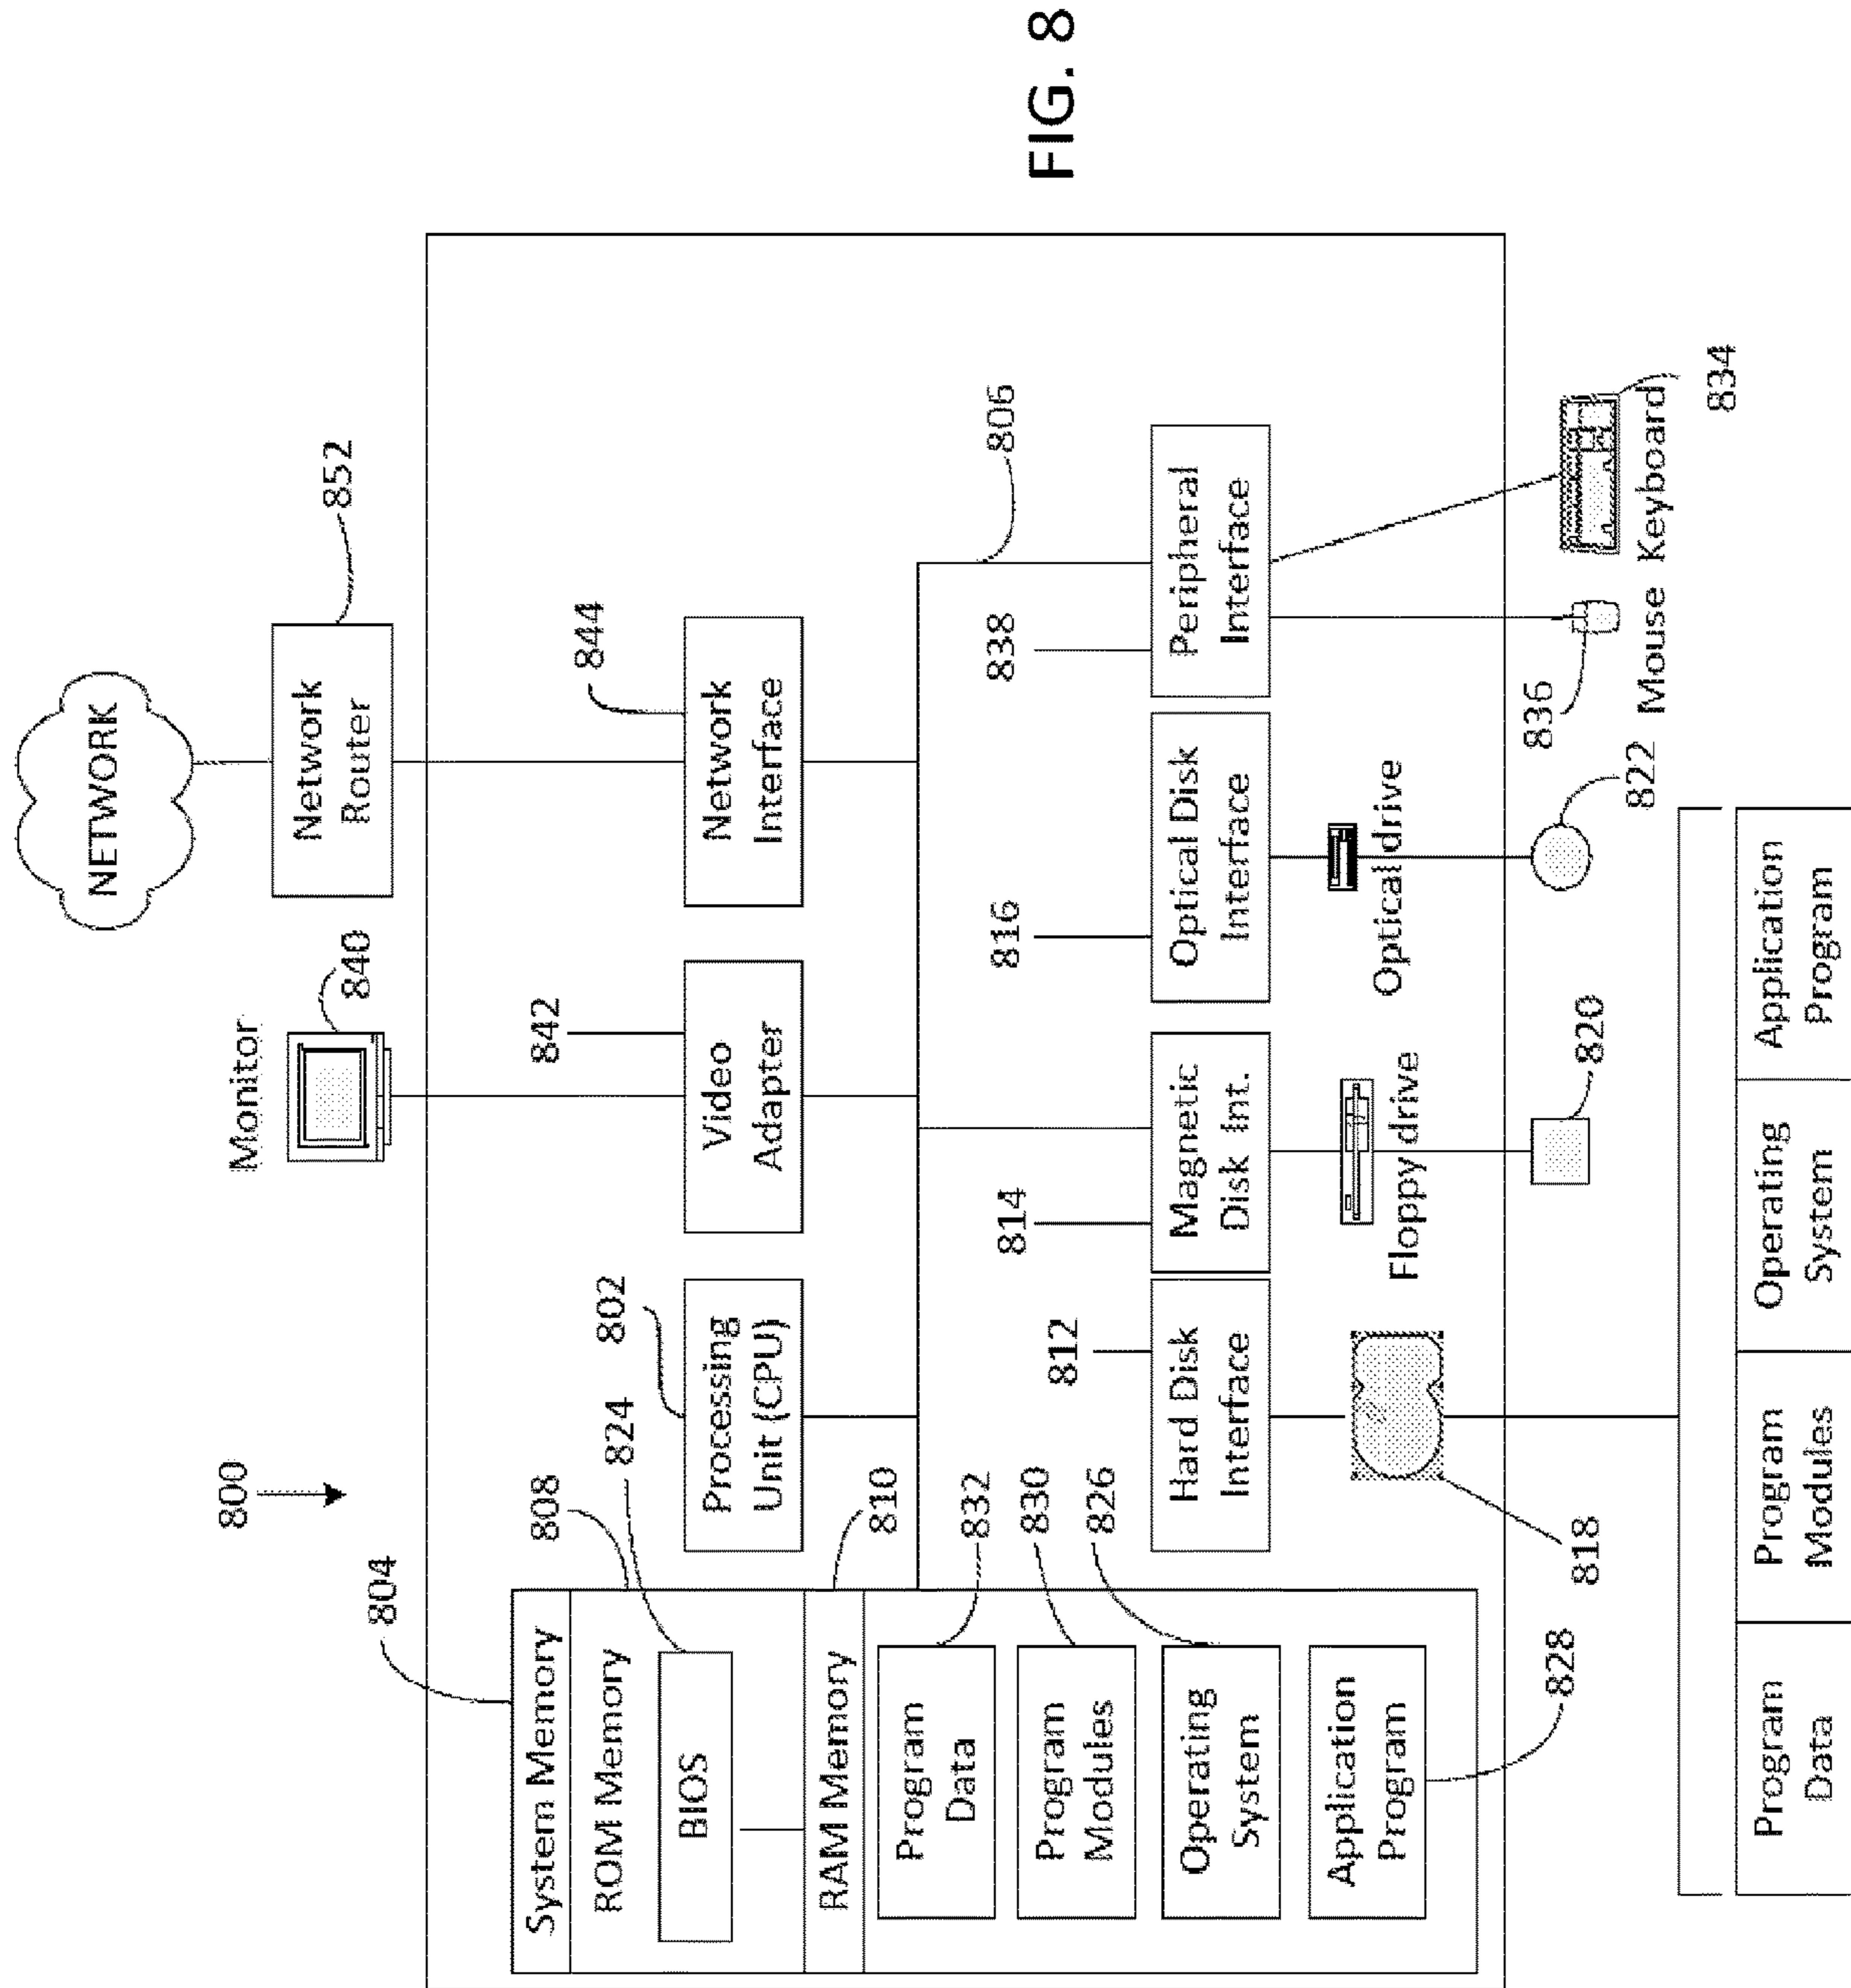 NETWORK
Monitor
840
Network
Router
852
800
804
System Memory
ROM Memory
808
824
BIOS
Processing
Unit (CPU)
802
842
Video
Adapter
844
Network
Interface
RAM Memory
810
Program
Data
832
Program
Modules
830
Operating
System
826
Application
Program
828
806
812
Hard Disk
Interface
814
Magnetic
Disk Int.
816
Optical Disk
Interface
838
Peripheral
Interface
818
Floppy drive
820
Optical drive
822
836
Mouse
Keyboard
834
Program
Data
Program
Modules
Operating
System
Application
Program
FIG. 8